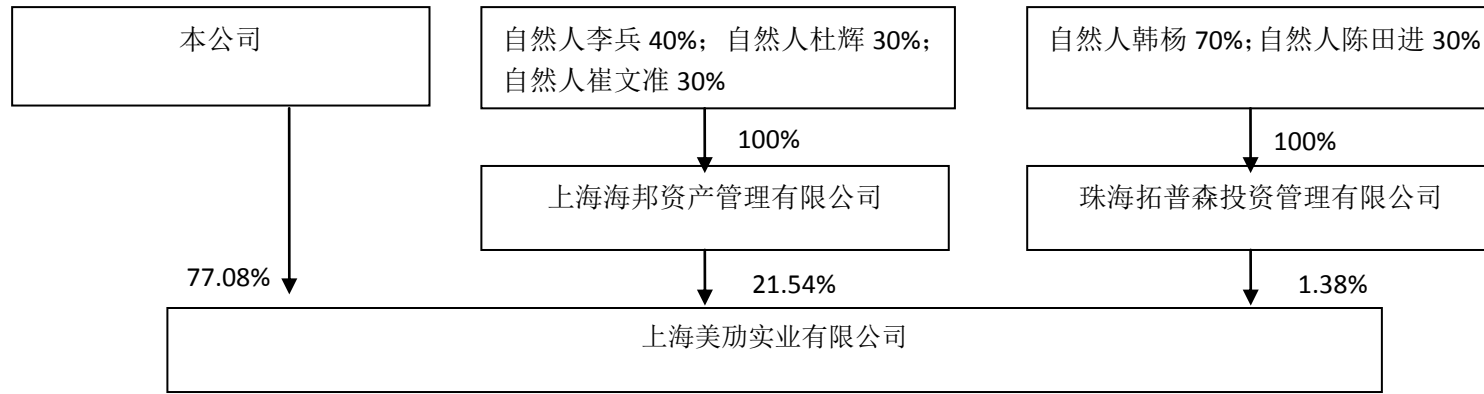 本公司
自然人李兵 40%；自然人杜辉 30%；
自然人崔文准 30%
自然人韩杨 70%；自然人陈田进 30%
100%
100%
上海海邦资产管理有限公司
珠海拓普森投资管理有限公司
77.08%
21.54%
1.38%
上海美劢实业有限公司